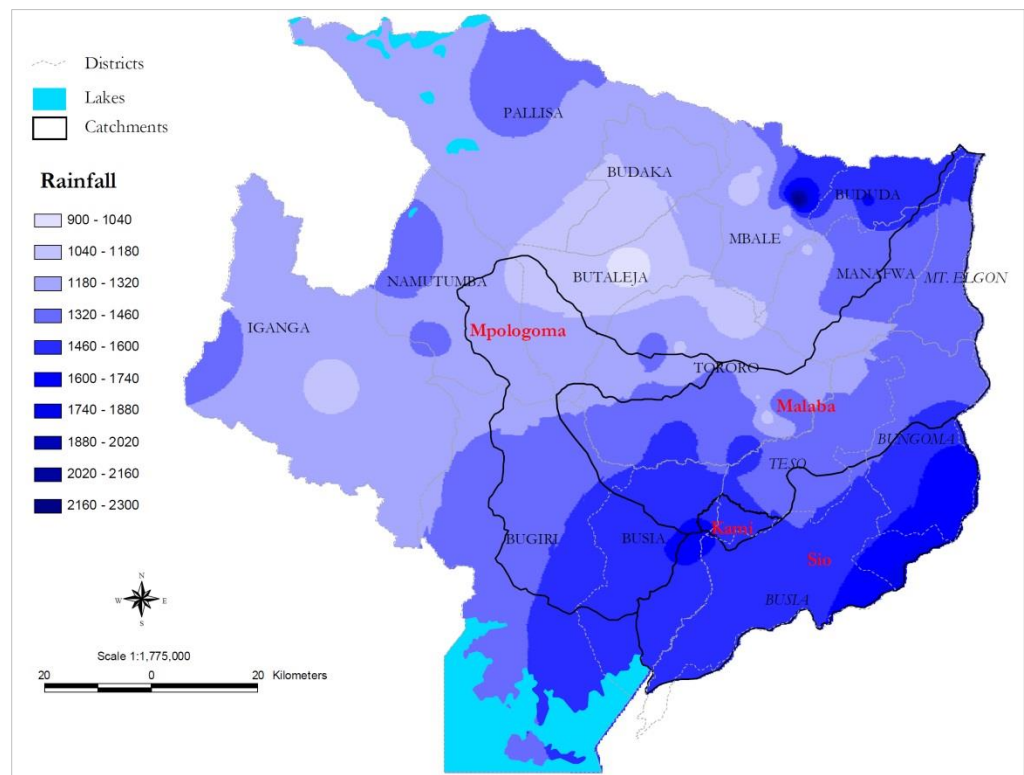 Districts
Lakes
Catchments
Rainfall
900 - 1040
1040 - 1180
1180 - 1320
1320 - 1460
1460 - 1600
1600 - 1740
1740 - 1880
1880 - 2020
2020 - 2160
2160 - 2300
PALLISA
BUDAKA
BUDUDA
MBALE
NAMUTUMBA
BUTALEJA
MANAFWA
MT. ELGON
IGANGA
Mpologoma
TORORO
Malaba
BUNGOMA
TESO
BUGIRI
BUSIA
Kami
Sio
BUSIA
N
W
E
S
Scale 1:1,775,000
20 0 20 Kilometers